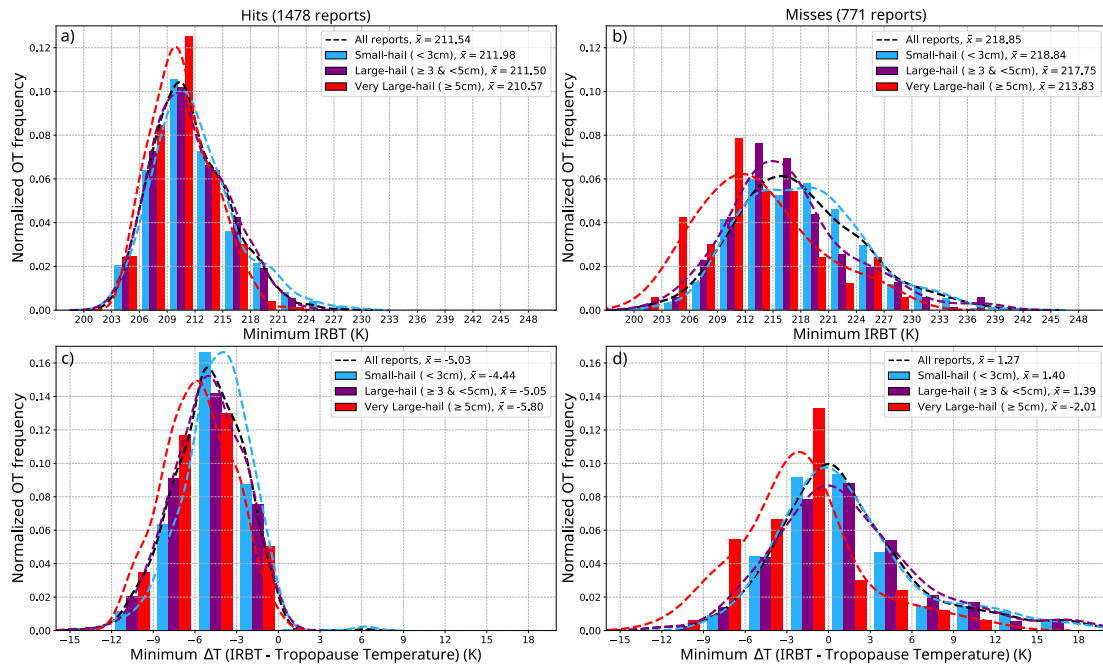 Hits (1478 reports)
a)
Normalized OT frequency
0.12
0.10
0.08
0.06
0.04
0.02
0.00
All reports, x̄ = 211.54
Small-hail (<3cm), x̄ = 211.98
Large-hail (≥ 3 & <5cm), x̄ = 211.50
Very Large-hail (≥ 5cm), x̄ = 210.57
200 203 206 209 212 215 218 221 224 227 230 233 236 239 242 245 248
Minimum IRBT (K)
Misses (771 reports)
b)
Normalized OT frequency
0.12
0.10
0.08
0.06
0.04
0.02
0.00
All reports, x̄ = 218.85
Small-hail (<3cm), x̄ = 218.84
Large-hail (≥ 3 & <5cm), x̄ = 217.75
Very Large-hail (≥ 5cm), x̄ = 213.83
200 203 206 209 212 215 218 221 224 227 230 233 236 239 242 245 248
Minimum IRBT (K)
c)
Normalized OT frequency
0.16
0.14
0.12
0.10
0.08
0.06
0.04
0.02
0.00
All reports, x̄ = -5.03
Small-hail (<3cm), x̄ = -4.44
Large-hail (≥ 3 & <5cm), x̄ = -5.05
Very Large-hail (≥ 5cm), x̄ = -5.80
−15 −12 −9 −6 −3 0 3 6 9 12 15 18
Minimum ΔT (IRBT - Tropopause Temperature) (K)
d)
Normalized OT frequency
0.16
0.14
0.12
0.10
0.08
0.06
0.04
0.02
0.00
All reports, x̄ = 1.27
Small-hail (<3cm), x̄ = 1.40
Large-hail (≥ 3 & <5cm), x̄ = 1.39
Very Large-hail (≥5cm), x̄ = -2.01
−15 −12 −9 −6 −3 0 3 6 9 12 15 18
Minimum ΔT (IRBT - Tropopause Temperature) (K)